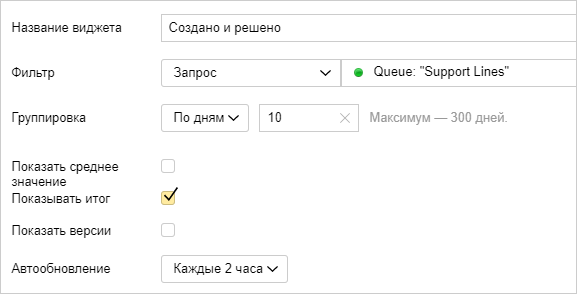 Название виджета Создано и решено
Фильтр Запрос Queue: "Support Lines"
Группировка По дням 10 Максимум — 300 дней.
Показать среднее
значение
Показывать итог
Показать версии
Автообновление Каждые 2 часа